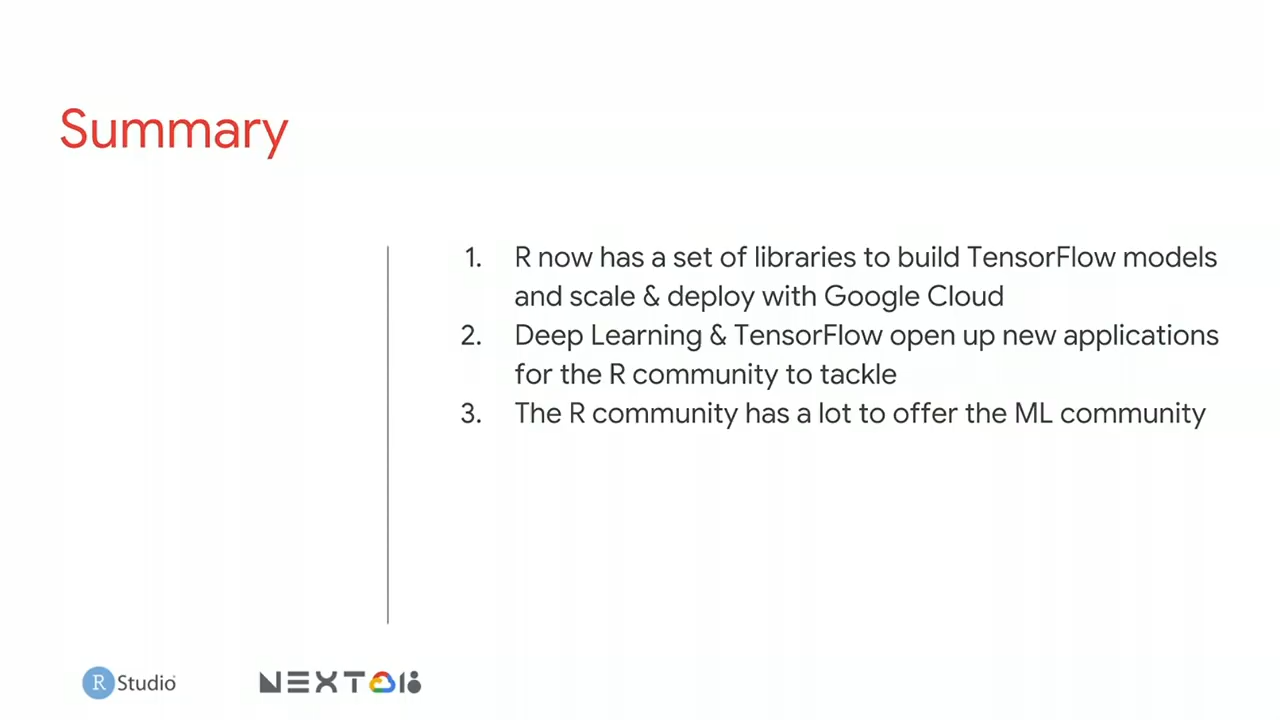 Summary
1. R now has a set of libraries to build TensorFlow models
and scale & deploy with Google Cloud
2. Deep Learning & TensorFlow open up new applications
for the R community to tackle
3. The R community has a lot to offer the ML community
R Studio
NEXT 18